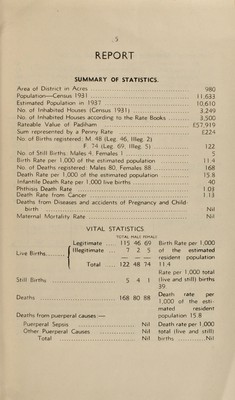 5
REPORT
SUMMARY OF STATISTICS.
Area of District in Acres 980
Population—Census 1931 11,633
Estimated Population in 1937 10,610
No. of Inhabited Houses (Census 1931) 3,249
No. of Inhabited Houses according to the Rate Books 3,500
Rateable Value of Padiham £57,919
Sum represented by a Penny Rate £224
No. of Births registered: M. 48 (Leg. 46, Illeg. 2)
F. 74 (Leg. 69, Illeg. 5) 122
No. of Still Births: Males 4, Females 1 5
Birth Rate per 1,000 of the estimated population 11.4
No. of Deaths registered: Males 80, Females 88 168
Death Rate per 1,000 of the estimated population 15.8
Infantile Death Rate per 1,000 live births 40
Phthisis Death Rate 1.03
Death Rate from Cancer 1.13
Deaths from Diseases and accidents of Pregnancy and Child-
birth Nil
Maternal Mortality Rate Nil
VITAL STATISTICS
TOTAL MALE FEMALE
Legitimate 115 46 69 Birth Rate per 1,000
Live Births Illegitimate 7 2 5 of the estimated
— — — resident population
Total 122 48 74 11.4
Rate per 1,000 total
Still Births 5 4 1 (live and still) births
39.
Deaths 168 80 88 Death rate per
1,000 of the esti-
mated resident
Deaths from puerperal causes — population 15.8
Puerperal Sepsis Nil Death rate per 1,000
Other Puerperal Causes Nil total (live and still)
Total Nil births Nil